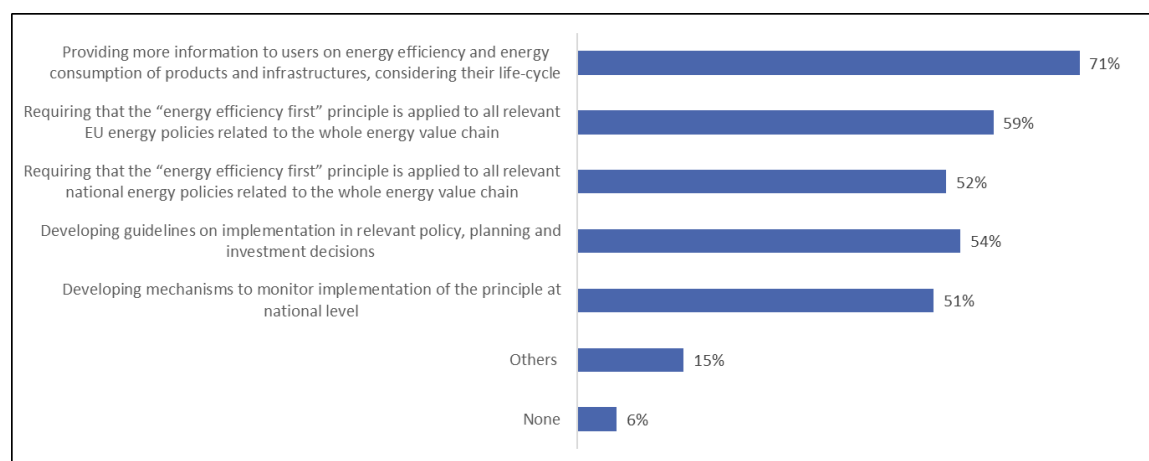 Providing more information to users on energy efficiency and energy
consumption of products and infrastructures, considering their life-cycle
71%
Requiring that the “energy efficiency first” principle is applied to all relevant
EU energy policies related to the whole energy value chain
59%
Requiring that the “energy efficiency first” principle is applied to all relevant
national energy policies related to the whole energy value chain
52%
Developing guidelines on implementation in relevant policy, planning and
investment decisions
54%
Developing mechanisms to monitor implementation of the principle at
national level
51%
Others
15%
None
6%